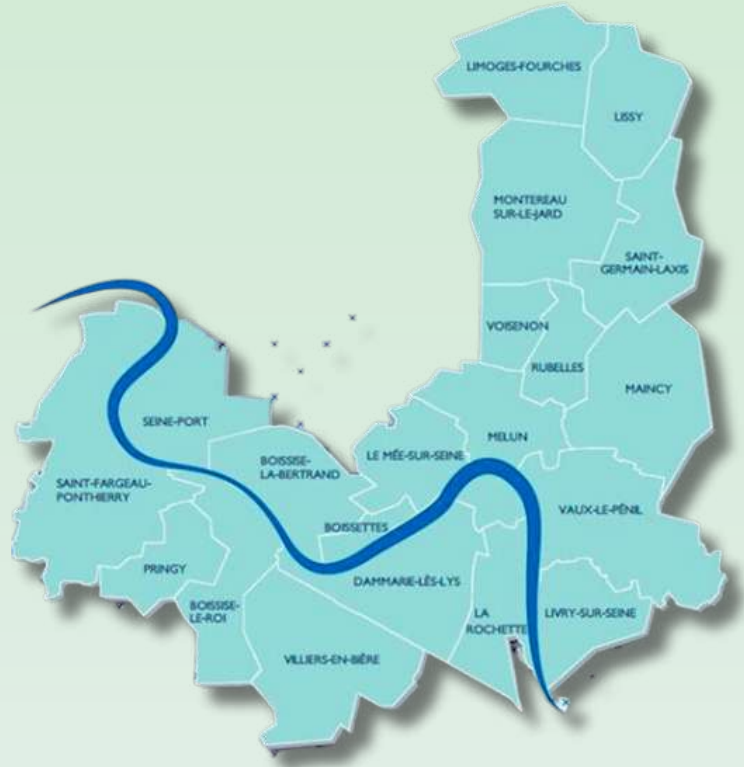 LIMOGES-FOURCHES
LISSY
MONTEREAU
SUR-LE-JARD
SAINT-
GERMAIN-LAXIS
VOISENON
RUBELLES
MAINCY
SEINE-PORT
MELUN
LE MÉE-SUR-SEINE
BOISSISE-
LA-BERTRAND
SAINT-FARGEAU-
PONTHIERRY
VAUX-LE-PÉNIL
BOISSETTES
PRINGY
DAMMARIE-LÈS-LYS
BOISSISE-
LE-ROI
LA
ROCHETTE
LIVRY-SUR-SEINE
VILLIERS-EN-BIÈRE